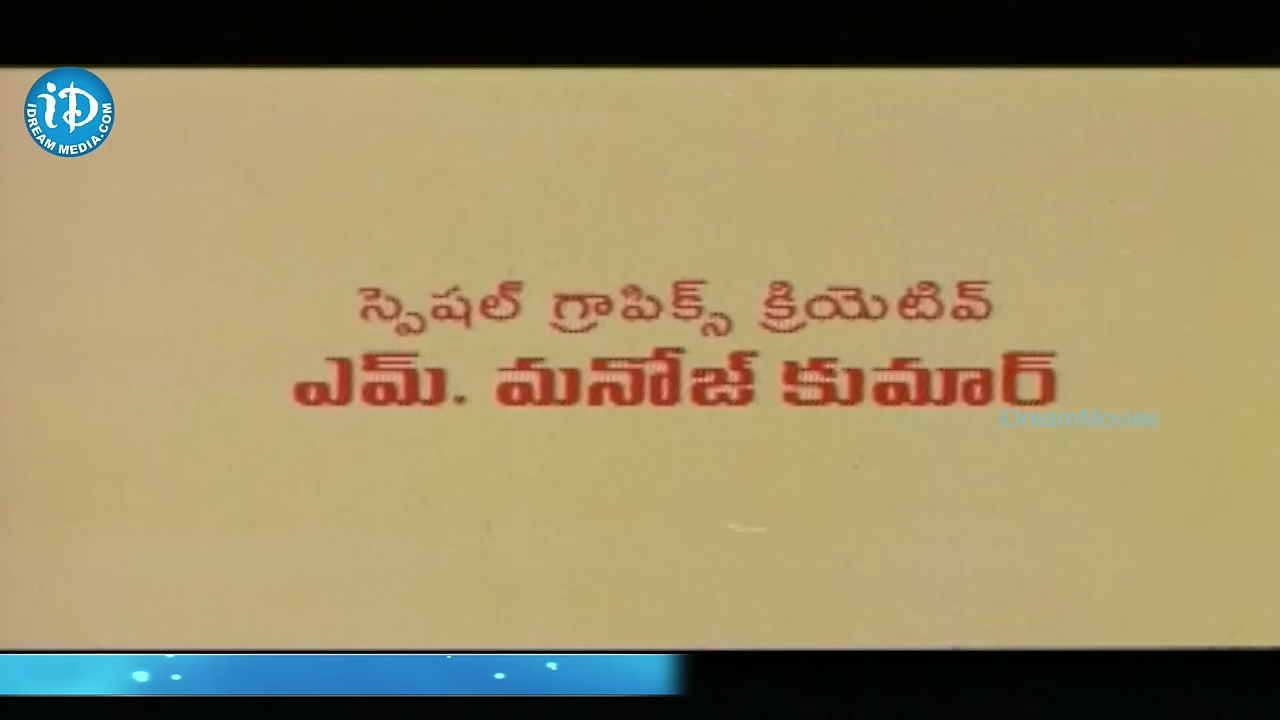 iD
IDREAM MEDIA.COM
స్పెషల్ గ్రాపిక్స్ క్రియెటివ్
ఎమ్. మనోజ్ కుమార్
iDreamMovies